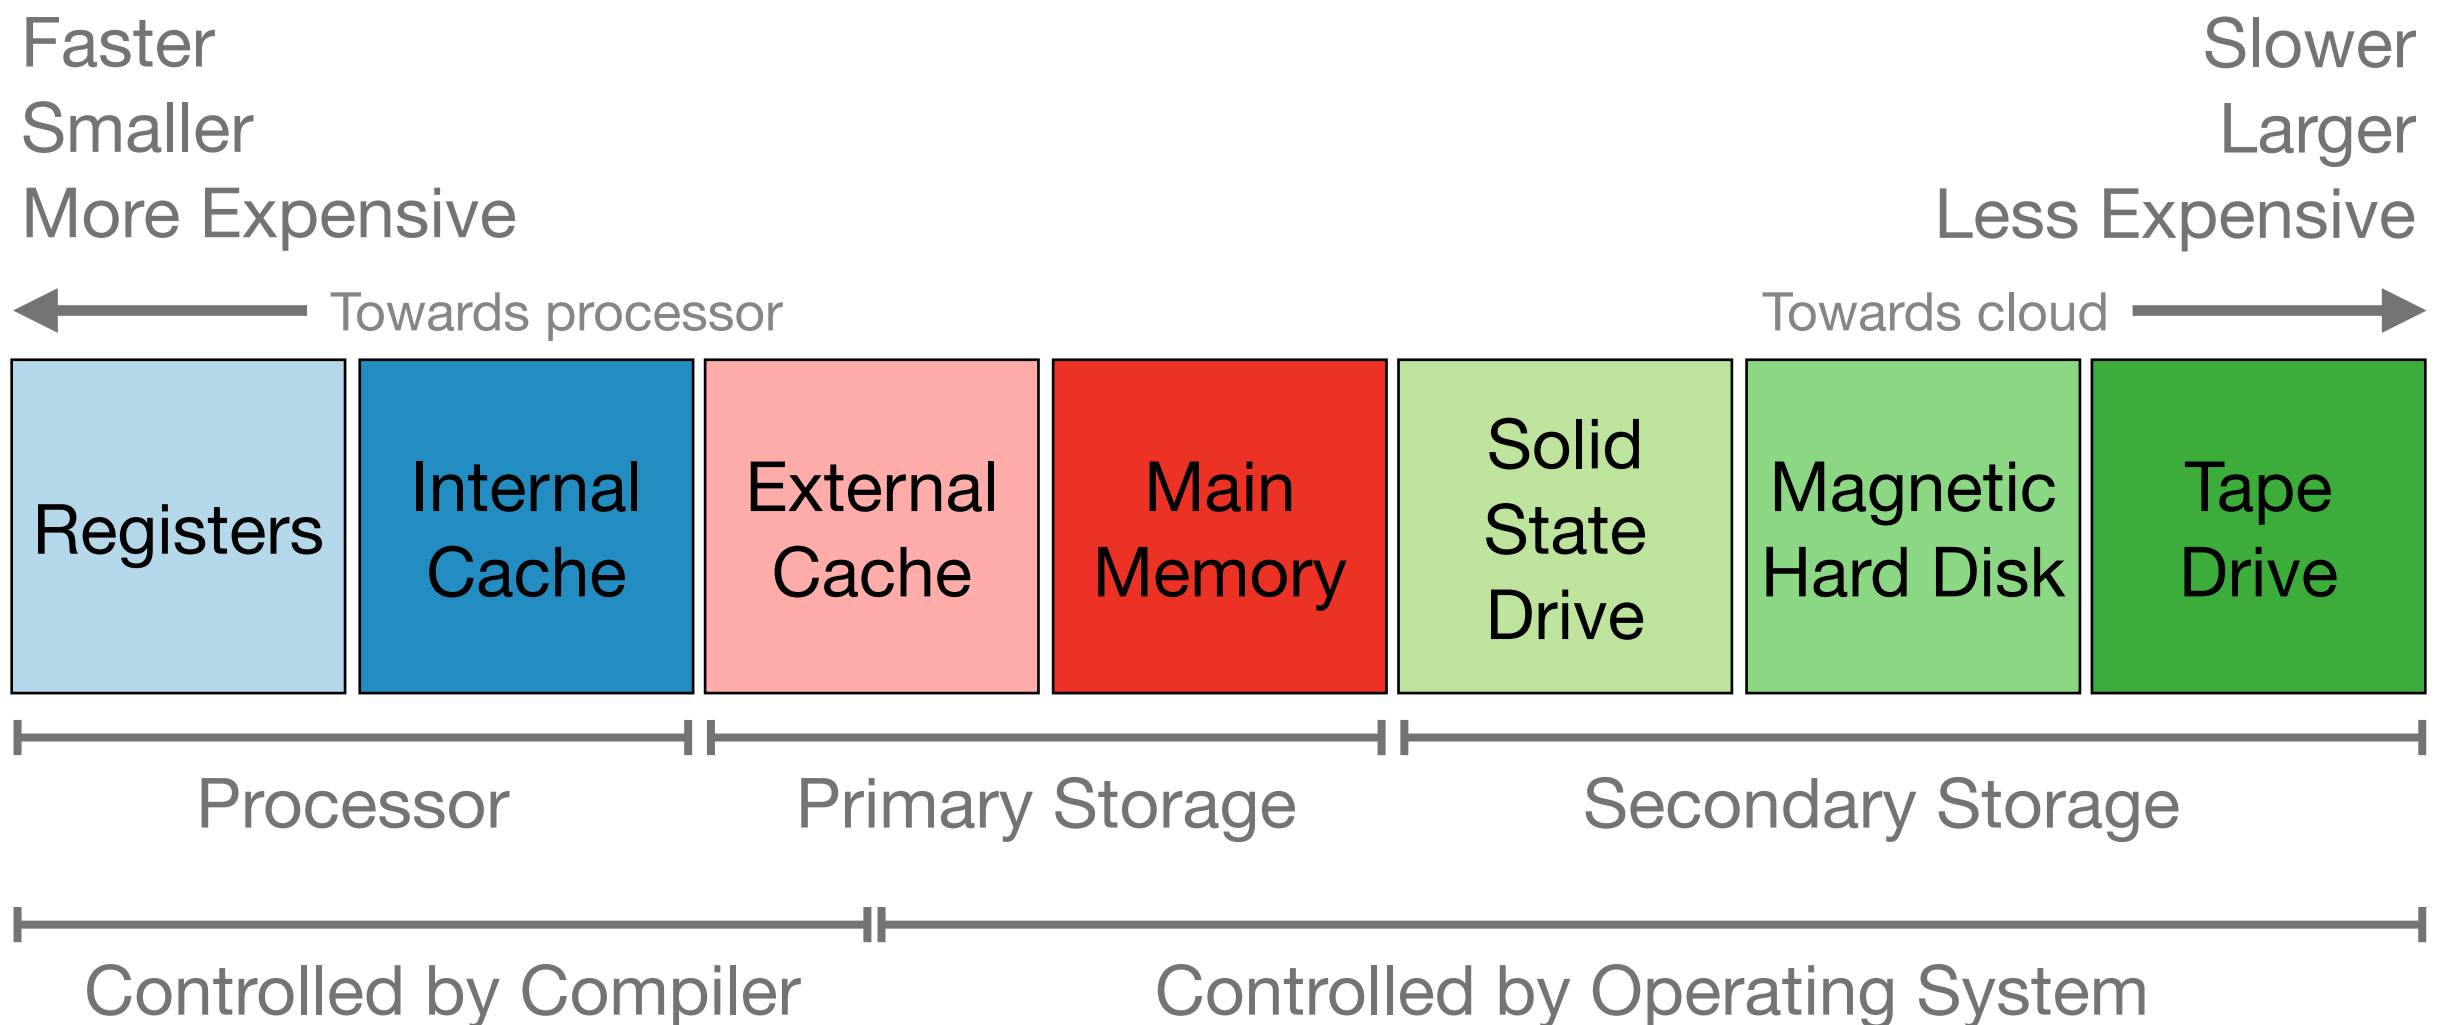 Faster
Smaller
More Expensive
Slower
Larger
Less Expensive
Towards processor
Towards cloud
Registers
Internal
Cache
External
Cache
Main
Memory
Solid
State
Drive
Magnetic
Hard Disk
Tape
Drive
Processor
Primary Storage
Secondary Storage
Controlled by Compiler
Controlled by Operating System